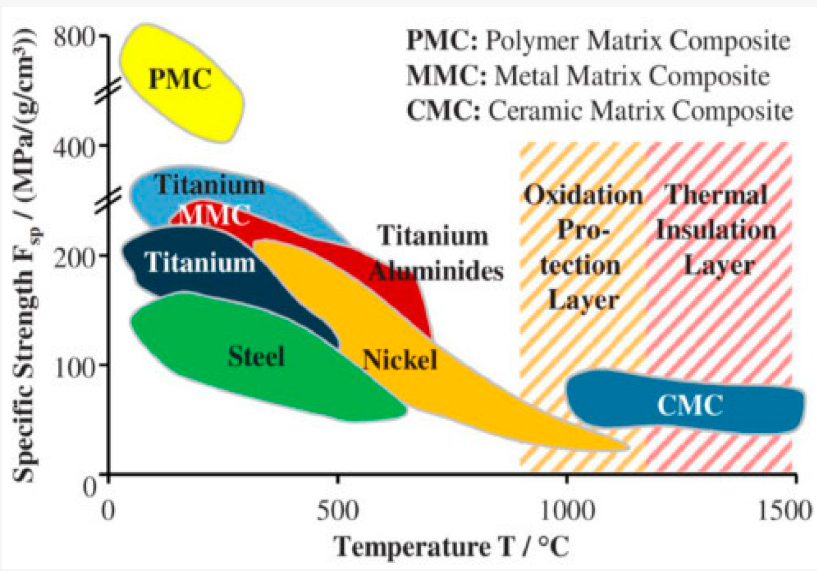 800
PMC: Polymer Matrix Composite
MMC: Metal Matrix Composite
CMC: Ceramic Matrix Composite
PMC
400
Titanium
MMC
Titanium
Aluminides
Oxidation
Pro-
tection
Layer
Thermal
Insulation
Layer
200
Titanium
100
Steel
Nickel
CMC
0
0
500
1000
1500
Temperature T / °C
Specific Strength Fsp / (MPa/(g/cm³))